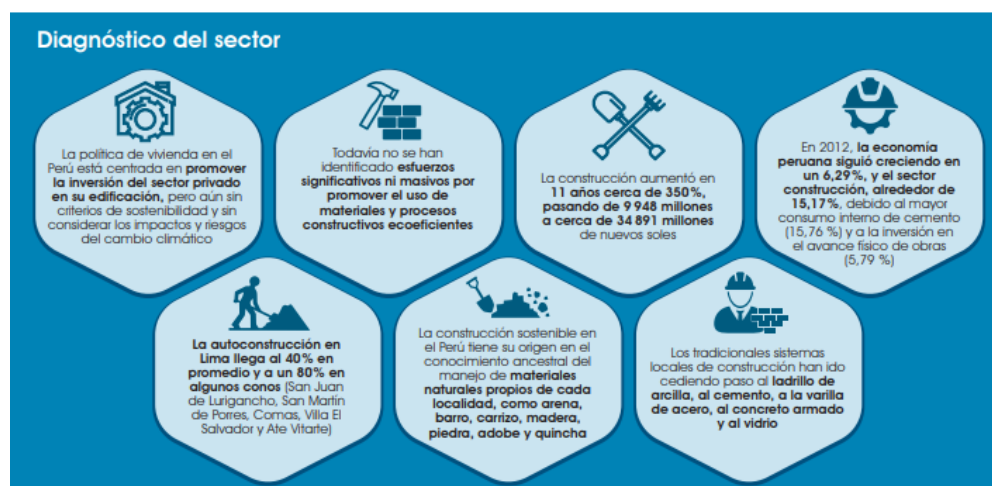 Diagnóstico del sector
La política de vivienda en el
Perú está centrada en promover
la inversión del sector privado
en su edificación, pero aún sin
criterios de sostenibilidad y sin
considerar los impactos y riesgos
del cambio climático
Todavía no se han
identificado esfuerzos
significativos ni masivos por
promover el uso de
materiales y procesos
constructivos ecoeficientes
La construcción aumentó en
11 años cerca de 350%,
pasando de 9 948 millones
a cerca de 34 891 millones
de nuevos soles
En 2012, la economía
peruana siguió creciendo en
un 6,29%, y el sector
construcción, alrededor de
15,17%, debido al mayor
consumo interno de cemento
(15,76 %) y a la inversión en
el avance físico de obras
(5,79 %)
La autoconstrucción en
Lima llega al 40% en
promedio y a un 80% en
algunos conos (San Juan
de Lurigancho, San Martín
de Porres, Comas, Villa El
Salvador y Ate Vitarte)
La construcción sostenible en
el Perú tiene su origen en el
conocimiento ancestral del
manejo de materiales
naturales propios de cada
localidad, como arena,
barro, carrizo, madera,
piedra, adobe y quincha
Los tradicionales sistemas
locales de construcción han ido
cediendo paso al ladrillo de
arcilla, al cemento, a la varilla
de acero, al concreto armado
y al vidrio